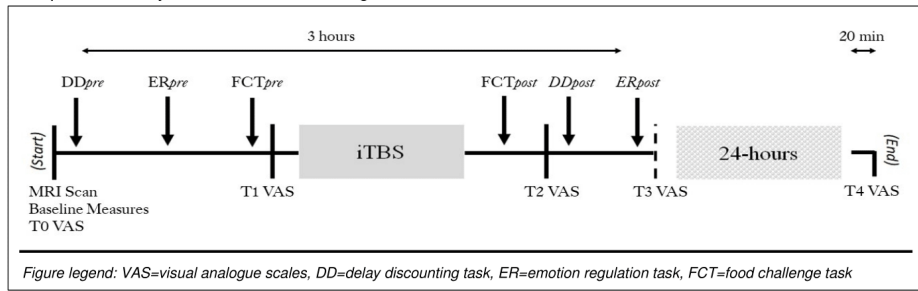 3 hours
20 min
DDpre
ERpre
FCTpre
FCTpost
DDpost
ERpost
(Start)
iTBS
24-hours
(End)
MRI Scan
Baseline Measures
T0 VAS
T1 VAS
T2 VAS
T3 VAS
T4 VAS
Figure legend: VAS=visual analogue scales, DD=delay discounting task, ER=emotion regulation task, FCT=food challenge task